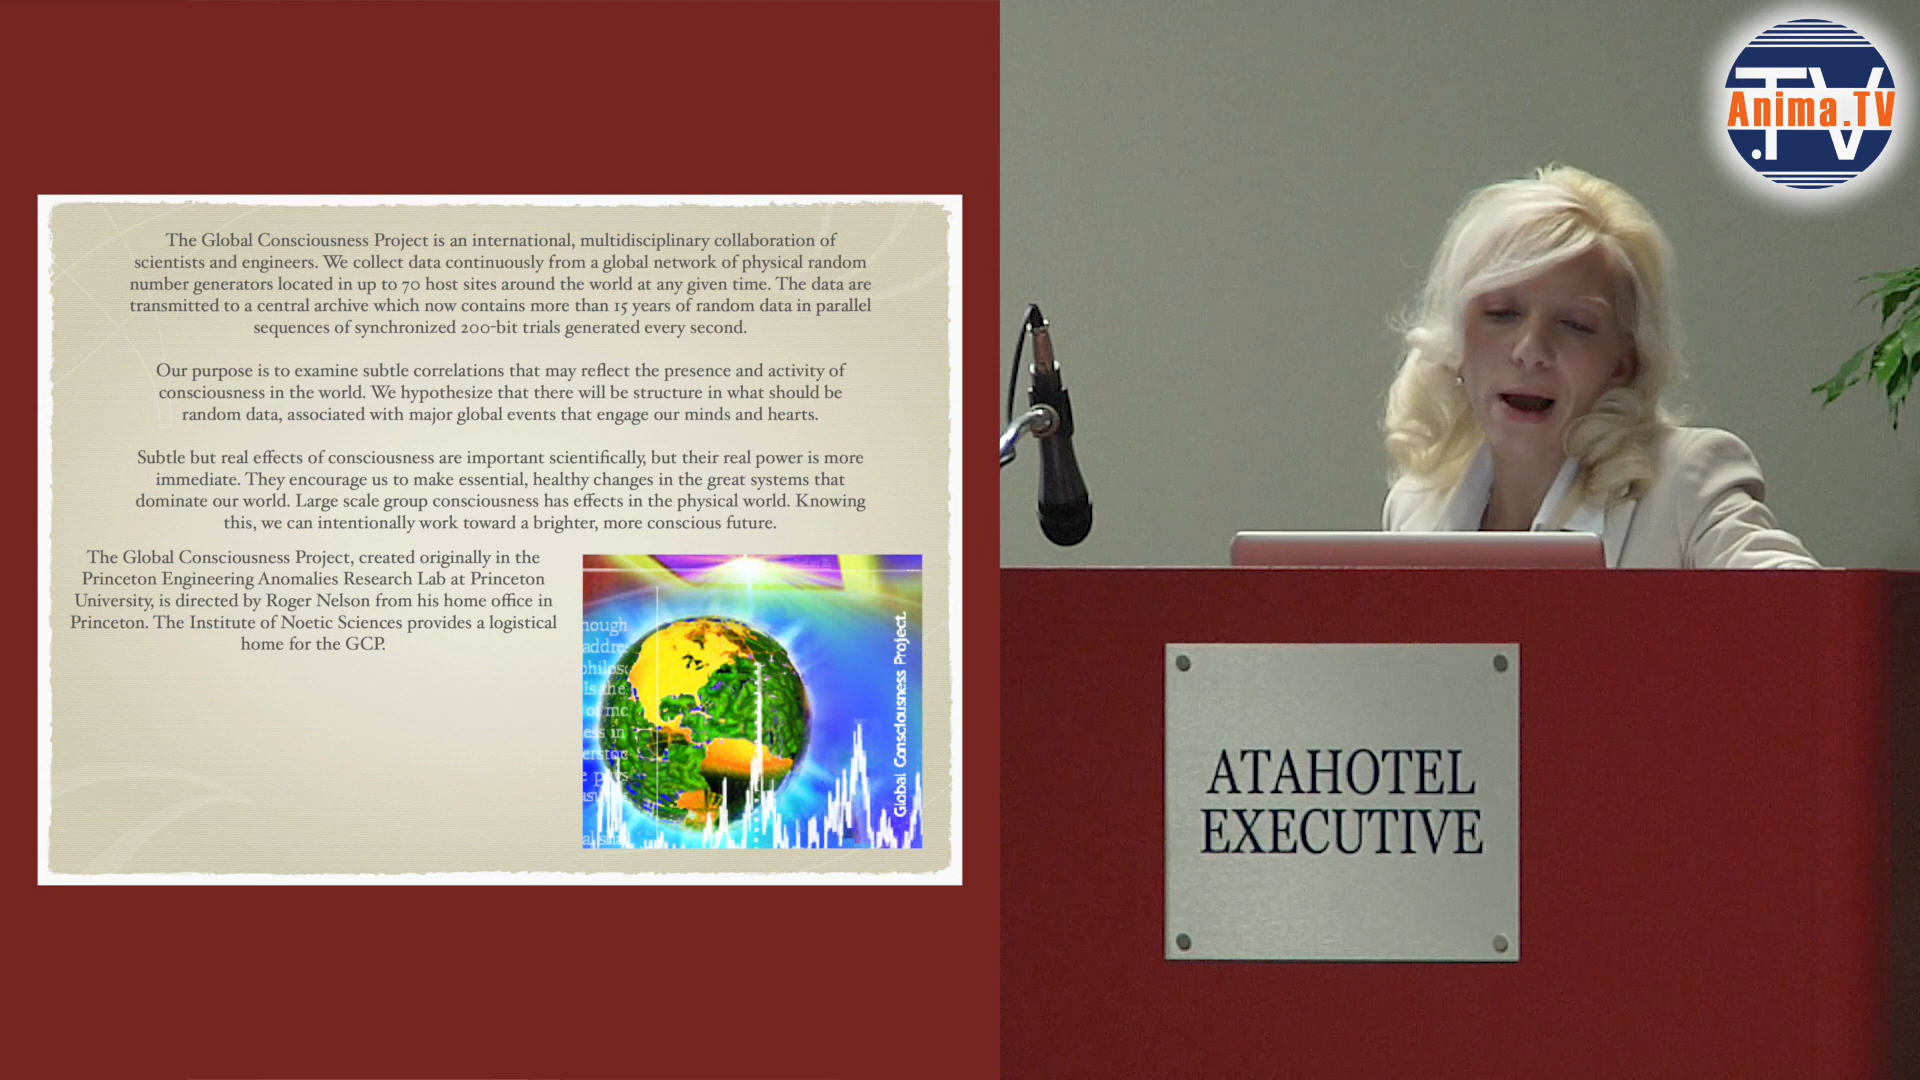 The Global Consciousness Project is an international, multidisciplinary collaboration of
scientists and engineers. We collect data continuously from a global network of physical random
number generators located in up to 70 host sites around the world at any given time. The data are
transmitted to a central archive which now contains more than 15 years of random data in parallel
sequences of synchronized 200-bit trials generated every second.
Our purpose is to examine subtle correlations that may reflect the presence and activity of
consciousness in the world. We hypothesize that there will be structure in what should be
random data, associated with major global events that engage our minds and hearts.
Subtle but real effects of consciousness are important scientifically, but their real power is more
immediate. They encourage us to make essential, healthy changes in the great systems that
dominate our world. Large scale group consciousness has effects in the physical world. Knowing
this, we can intentionally work toward a brighter, more conscious future.
The Global Consciousness Project, created originally in the
Princeton Engineering Anomalies Research Lab at Princeton
University, is directed by Roger Nelson from his home office in
Princeton. The Institute of Noetic Sciences provides a logistical
home for the GCP.
Global Consciousness Project.
Is the
ess in
.TV
Anima.TV
ATAHOTEL
EXECUTIVE